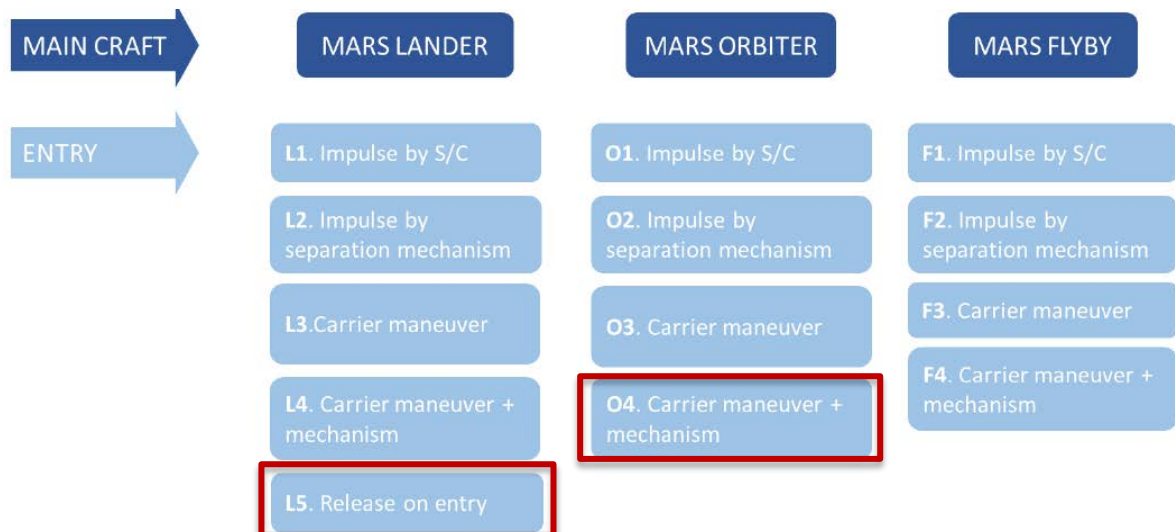 MAIN CRAFT
MARS LANDER
MARS ORBITER
MARS FLYBY
ENTRY
L1. Impulse by S/C
O1. Impulse by S/C
F1. Impulse by S/C
L2. Impulse by
separation mechanism
O2. Impulse by
separation mechanism
F2. Impulse by
separation mechanism
L3.Carrier maneuver
O3. Carrier maneuver
F3. Carrier maneuver
L4. Carrier maneuver +
mechanism
O4. Carrier maneuver +
mechanism
F4. Carrier maneuver +
mechanism
L5. Release on entry